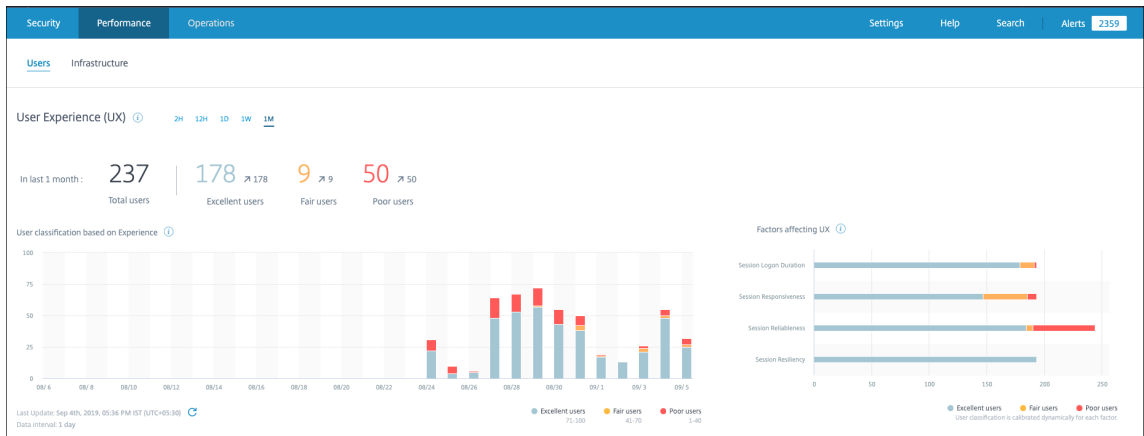 Security Performance Operations Settings Help Search Alerts 2359
Users Infrastructure
User Experience (UX) 2H 12H 1D 1W 1M
In last 1 month : 237 178 178 9 9 50 50
Total users Excellent users Fair users Poor users
User classification based on Experience
100
75
50
25
0
08/ 6 08/ 8 08/10 08/12 08/14 08/16 08/18 08/20 08/22 08/24 08/26 08/28 08/30 09/ 1 09/ 3 09/ 5
Last Update: Sep 4th, 2019, 05:36 PM IST (UTC+05:30)
Data interval: 1 day
Excellent users Fair users Poor users
71-100 41-70 1-40
Factors affecting UX
Session Logon Duration
Session Responsiveness
Session Reliableness
Session Resiliency
0 50 100 150 200 250
Excellent users Fair users Poor users
User classification is calibrated dynamically for each factor.